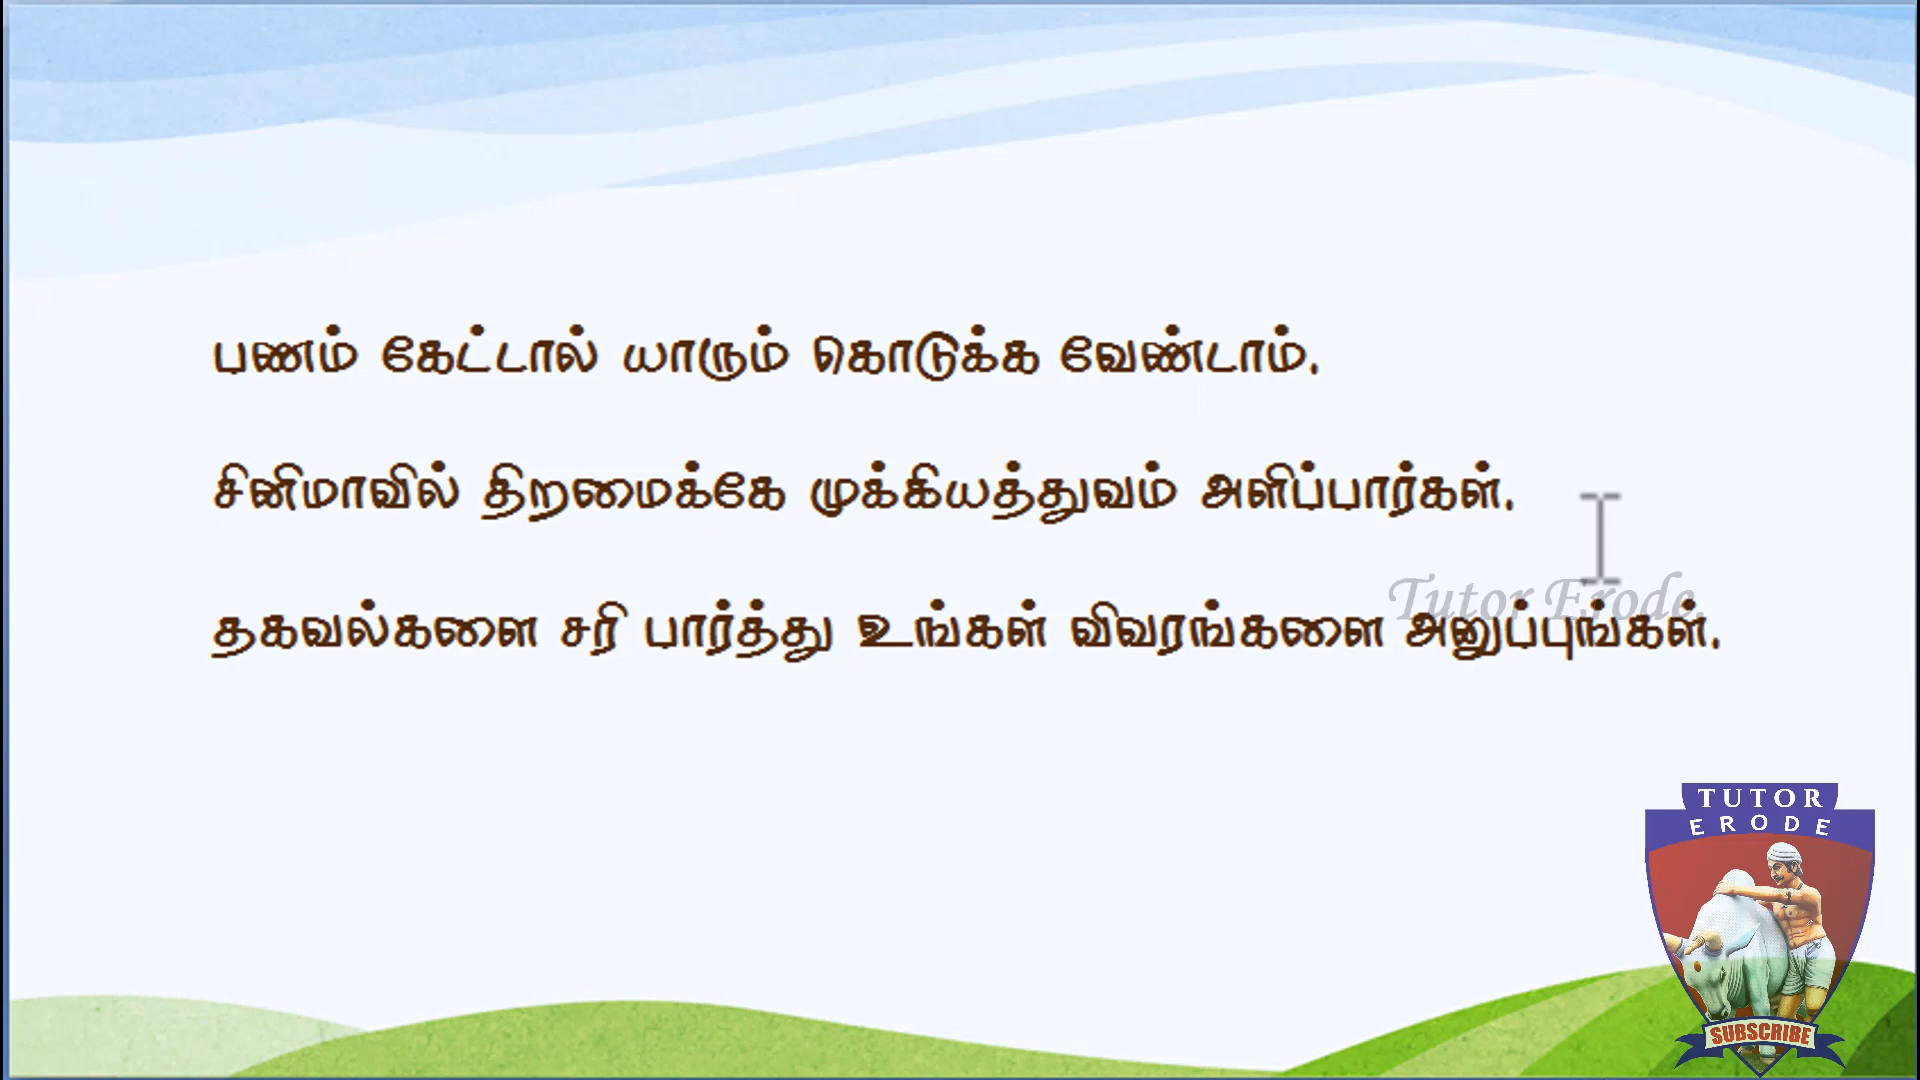 பணம் கேட்டால் யாரும் கொடுக்க வேண்டாம்.
சினிமாவில் திறமைக்கே முக்கியத்துவம் அளிப்பார்கள்.
Tutor Erode.
தகவல்களை சரி பார்த்து உங்கள் விவரங்களை அனுப்புங்கள்.
TUTOR
ERODE
SUBSCRIBE